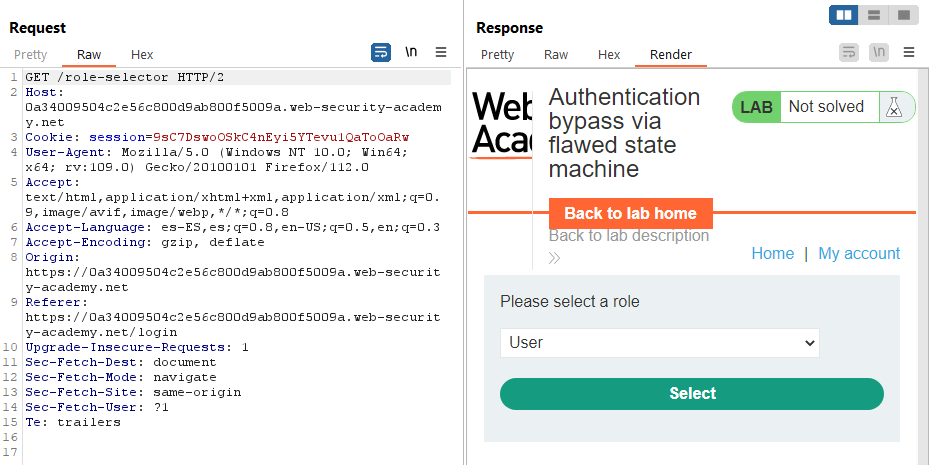 Request
Pretty Raw Hex
\n
1 GET /role-selector HTTP/2
2 Host:
0a34009504c2e56c800d9ab800f5009a.web-security-academ
y.net
3 Cookie: session=9sC7DswoOSkC4nEyi5YTevu1QaToOaRw
4 User-Agent: Mozilla/5.0 (Windows NT 10.0; Win64;
x64; rv:109.0) Gecko/20100101 Firefox/112.0
5 Accept:
text/html,application/xhtml+xml,application/xml;q=0.
9,image/avif,image/webp,*/*;q=0.8
6 Accept-Language: es-ES,es;q=0.8,en-US;q=0.5,en;q=0.3
7 Accept-Encoding: gzip, deflate
8 Origin:
https://0a34009504c2e56c800d9ab800f5009a.web-securit
y-academy.net
9 Referer:
https://0a34009504c2e56c800d9ab800f5009a.web-securit
y-academy.net/login
10 Upgrade-Insecure-Requests: 1
11 Sec-Fetch-Dest: document
12 Sec-Fetch-Mode: navigate
13 Sec-Fetch-Site: same-origin
14 Sec-Fetch-User: ?1
15 Te: trailers
16
17
Response
Pretty Raw Hex Render
\n
Web
Aca
Authentication
bypass via
flawed state
machine
LAB Not solved
Back to lab home
Back to lab description
Home | My account
Please select a role
User
Select